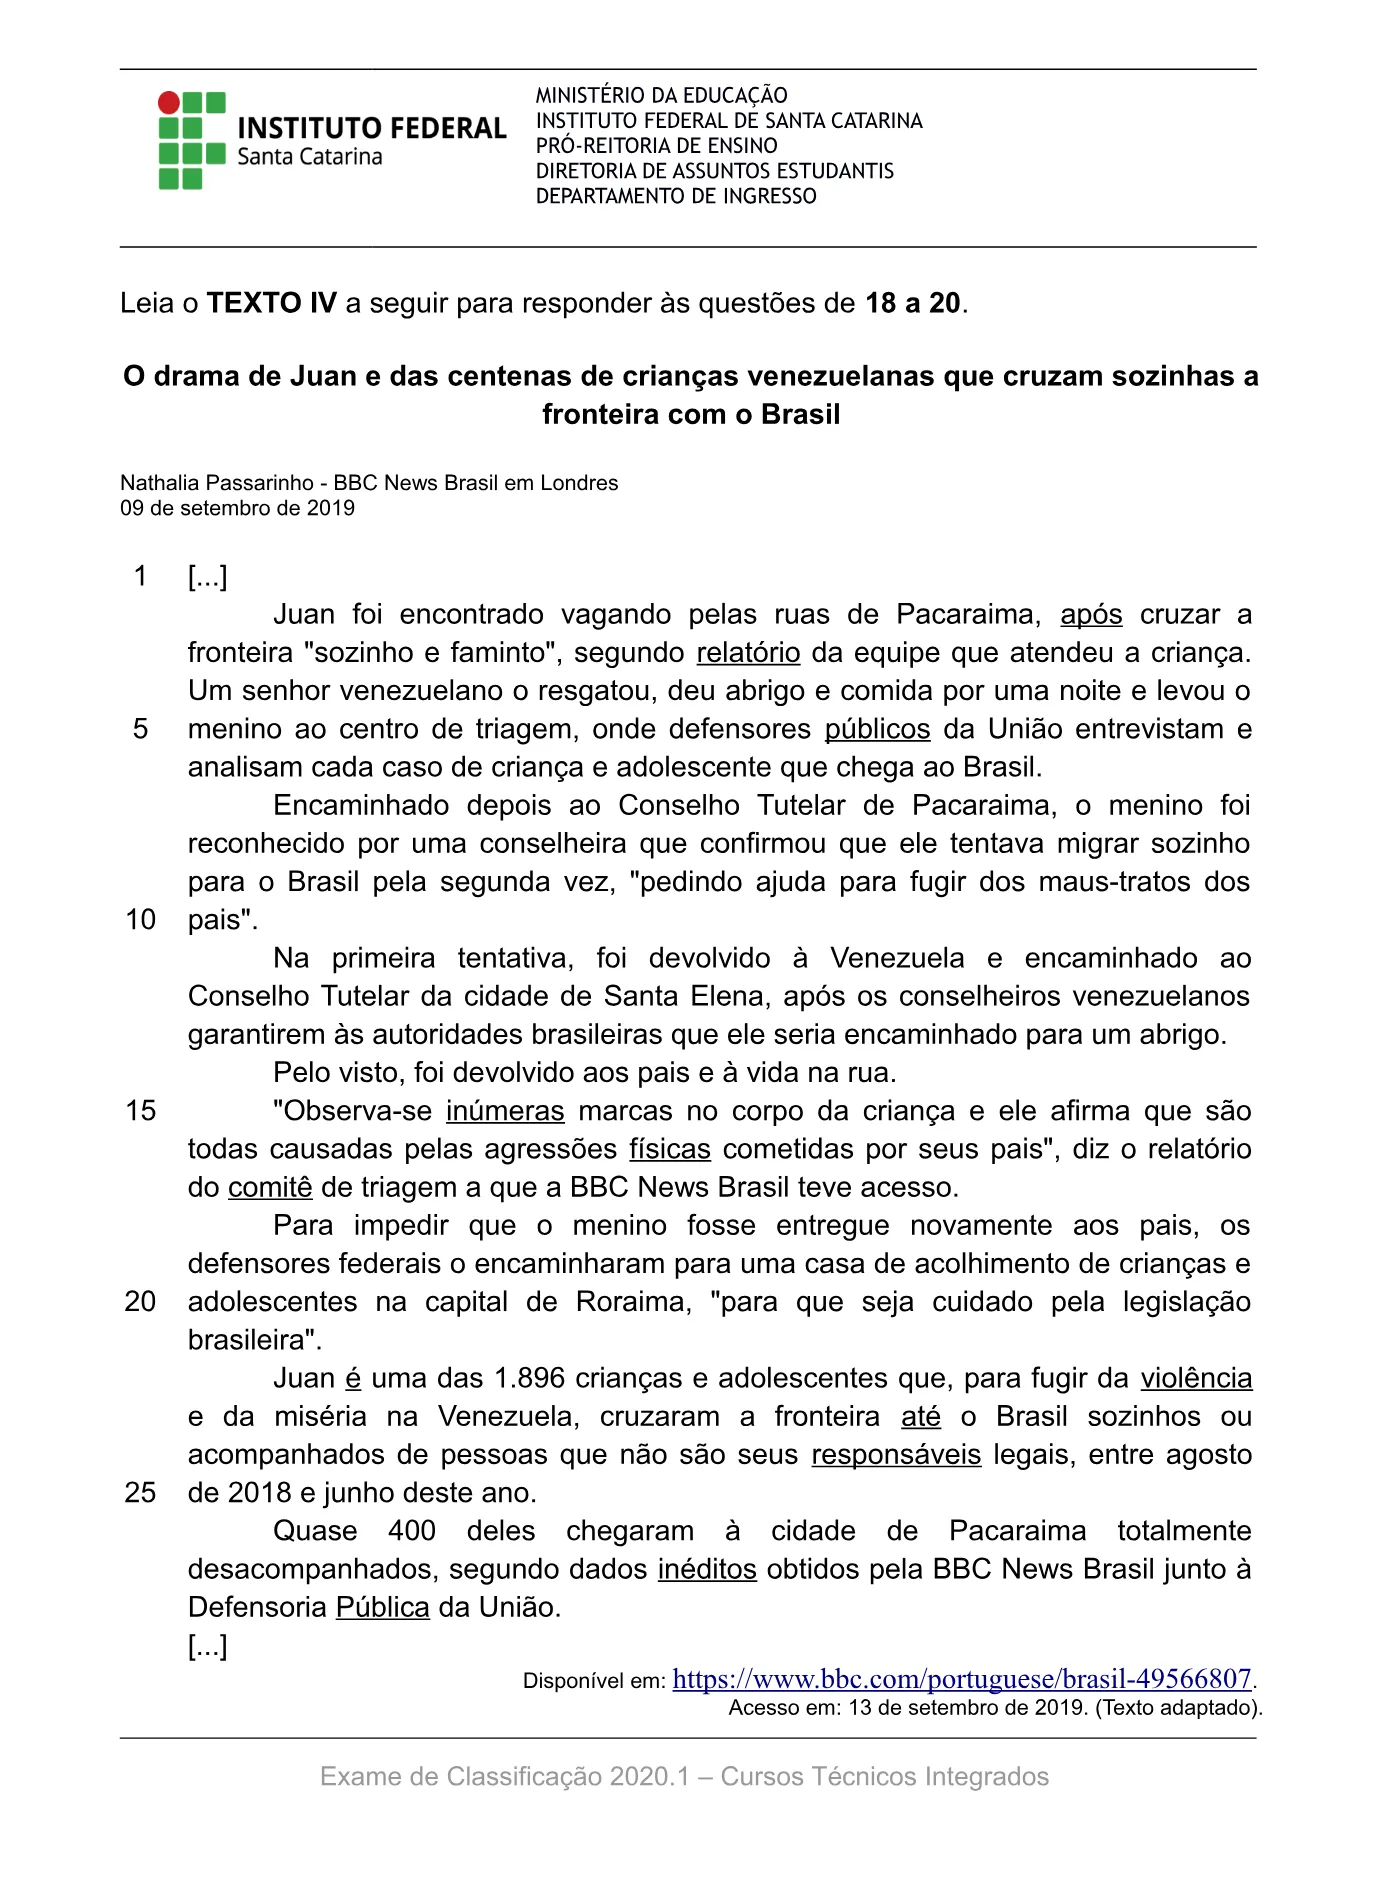 INSTITUTO FEDERAL
Santa Catarina
MINISTÉRIO DA EDUCAÇÃO
INSTITUTO FEDERAL DE SANTA CATARINA
PRÓ-REITORIA DE ENSINO
DIRETORIA DE ASSUNTOS ESTUDANTIS
DEPARTAMENTO DE INGRESSO
Leia o TEXTO IV a seguir para responder às questões de 18 a 20.
O drama de Juan e das centenas de crianças venezuelanas que cruzam sozinhas a
fronteira com o Brasil
Nathalia Passarinho - BBC News Brasil em Londres
09 de setembro de 2019
1 [...]
Juan foi encontrado vagando pelas ruas de Pacaraima, após cruzar a
fronteira "sozinho e faminto", segundo relatório da equipe que atendeu a criança.
Um senhor venezuelano o resgatou, deu abrigo e comida por uma noite e levou o
5 menino ao centro de triagem, onde defensores públicos da União entrevistam e
analisam cada caso de criança e adolescente que chega ao Brasil.
Encaminhado depois ao Conselho Tutelar de Pacaraima, o menino foi
reconhecido por uma conselheira que confirmou que ele tentava migrar sozinho
para o Brasil pela segunda vez, "pedindo ajuda para fugir dos maus-tratos dos
10 pais".
Na primeira tentativa, foi devolvido à Venezuela e encaminhado ao
Conselho Tutelar da cidade de Santa Elena, após os conselheiros venezuelanos
garantirem às autoridades brasileiras que ele seria encaminhado para um abrigo.
Pelo visto, foi devolvido aos pais e à vida na rua.
15 "Observa-se inúmeras marcas no corpo da criança e ele afirma que são
todas causadas pelas agressões físicas cometidas por seus pais", diz o relatório
do comitê de triagem a que a BBC News Brasil teve acesso.
Para impedir que o menino fosse entregue novamente aos pais, os
defensores federais o encaminharam para uma casa de acolhimento de crianças e
20 adolescentes na capital de Roraima, "para que seja cuidado pela legislação
brasileira".
Juan é uma das 1.896 crianças e adolescentes que, para fugir da violência
e da miséria na Venezuela, cruzaram a fronteira até o Brasil sozinhos ou
acompanhados de pessoas que não são seus responsáveis legais, entre agosto
25 de 2018 e junho deste ano.
Quase 400 deles chegaram à cidade de Pacaraima totalmente
desacompanhados, segundo dados inéditos obtidos pela BBC News Brasil junto à
Defensoria Pública da União.
[...]
Disponível em: https://www.bbc.com/portuguese/brasil-49566807.
Acesso em: 13 de setembro de 2019. (Texto adaptado).
Exame de Classificação 2020.1 – Cursos Técnicos Integrados